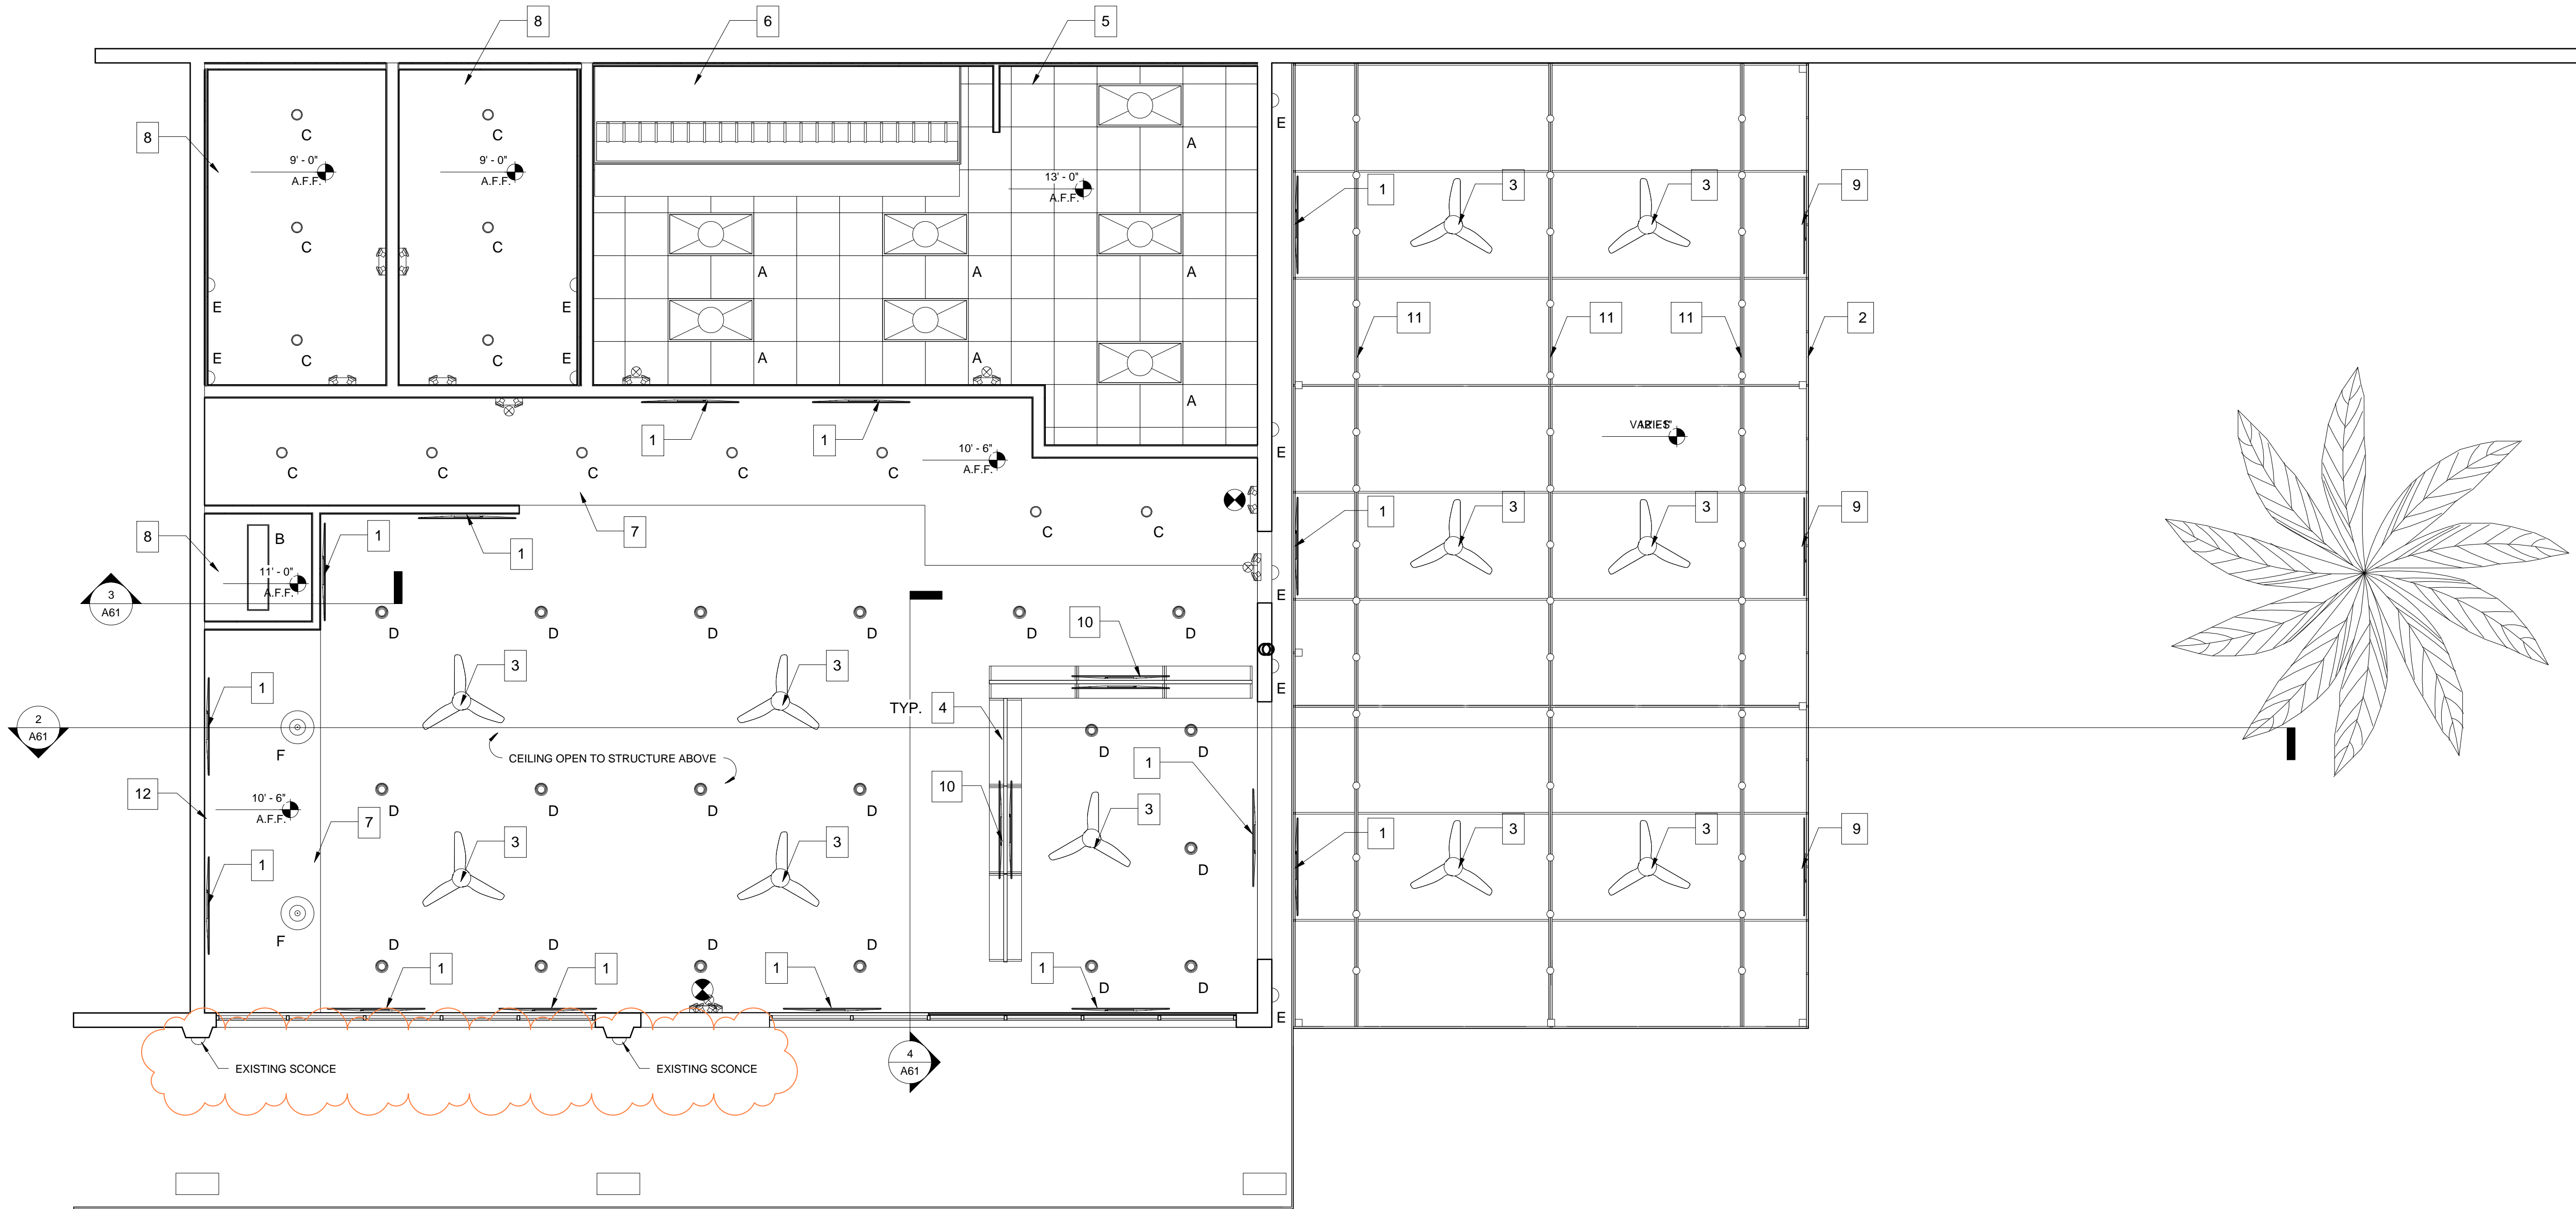 8
6
5
C
C
E
A
8
9' - 0"
A.F.F.
9' - 0"
A.F.F.
13' - 0"
A.F.F.
1
3
3
9
C
C
A
A
A
E
E
11
11
11
2
C
C
E
E
A
A
A
1
1
VARIES
C
C
C
C
C
10' - 6"
A.F.F.
E
1
3
3
9
7
C
C
8
B
1
1
11' - 0"
A.F.F.
3
A61
E
D
D
D
D
D
D
10
3
3
1
E
2
A61
TYP.
4
F
CEILING OPEN TO STRUCTURE ABOVE
D
D
1
12
10' - 6"
A.F.F.
7
D
D
D
D
10
3
3
3
1
3
3
9
1
D
F
D
D
D
D
1
1
1
1
D
D
E
EXISTING SCONCE
EXISTING SCONCE
4
A61